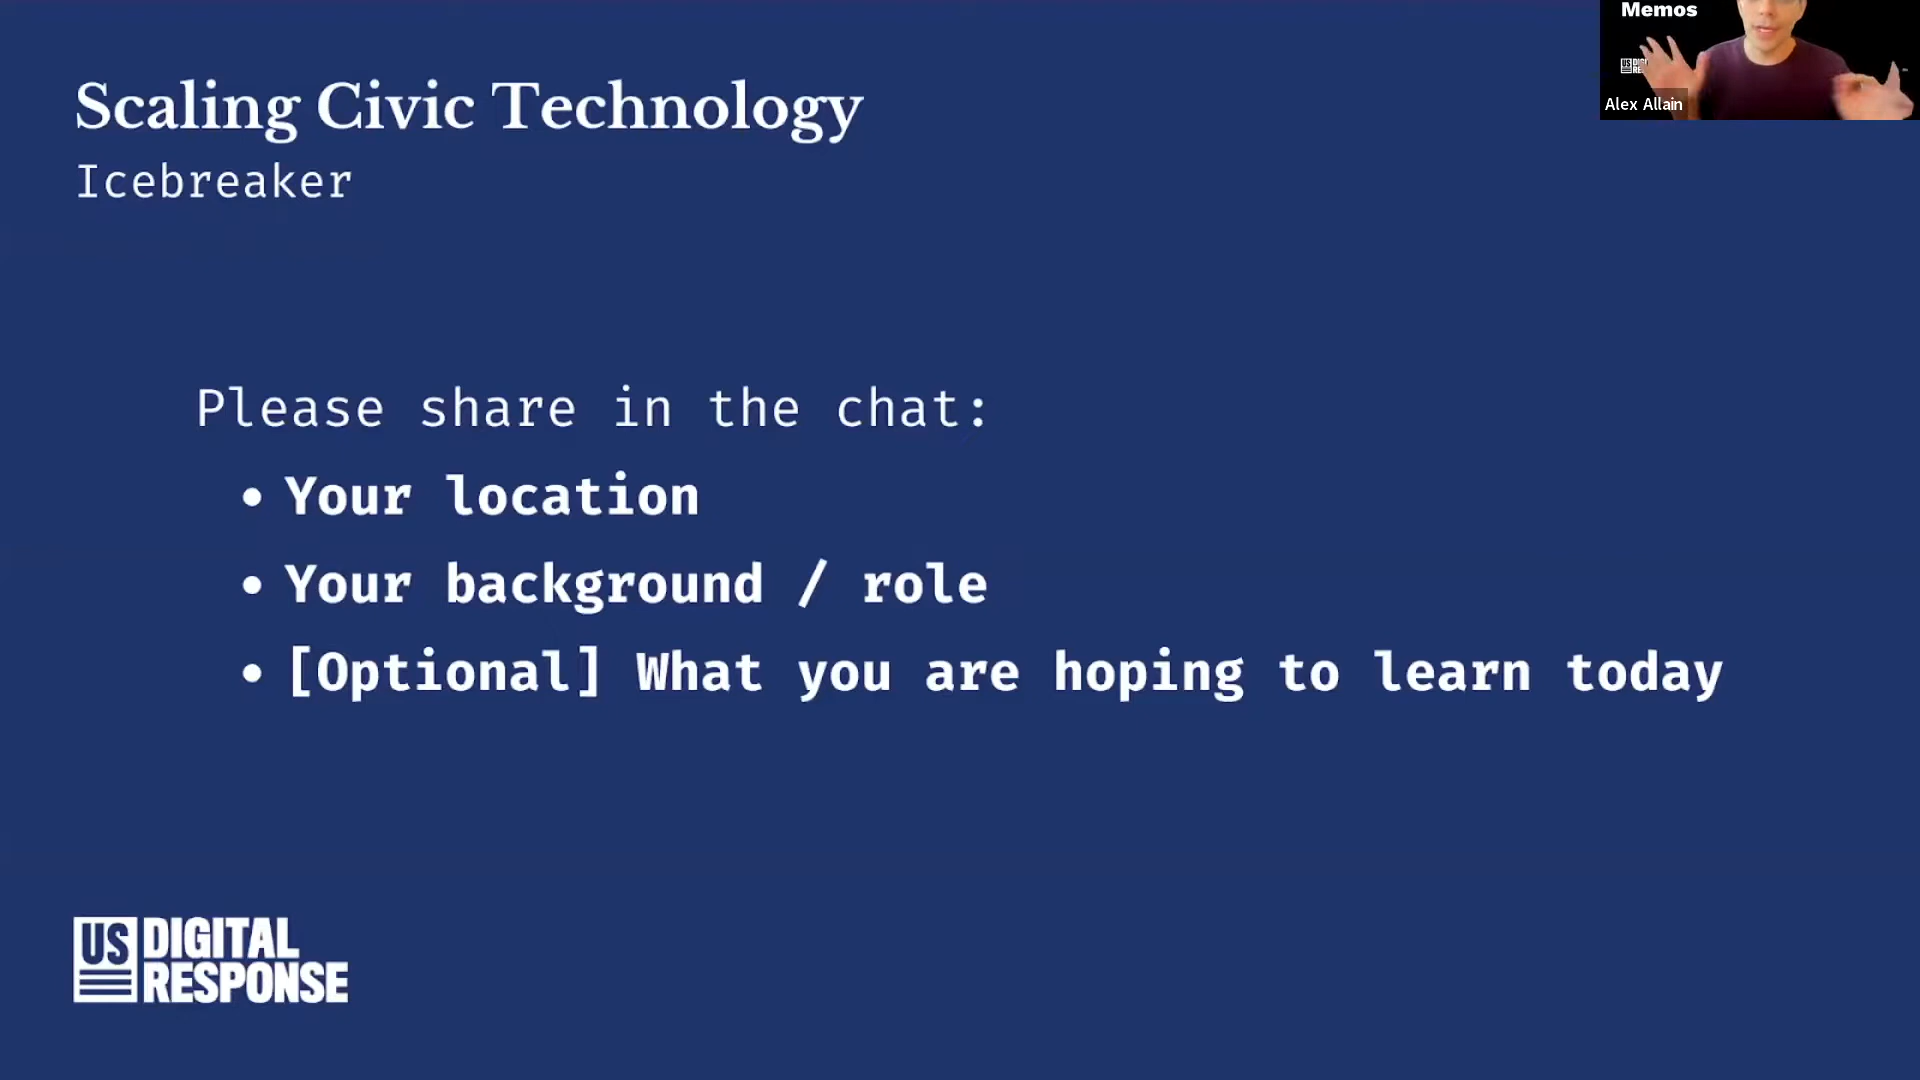 Scaling Civic Technology
Icebreaker
Memos
Alex Allain
Please share in the chat:
• Your location
• Your background / role
• [Optional] What you are hoping to learn today
US DIGITAL
RESPONSE